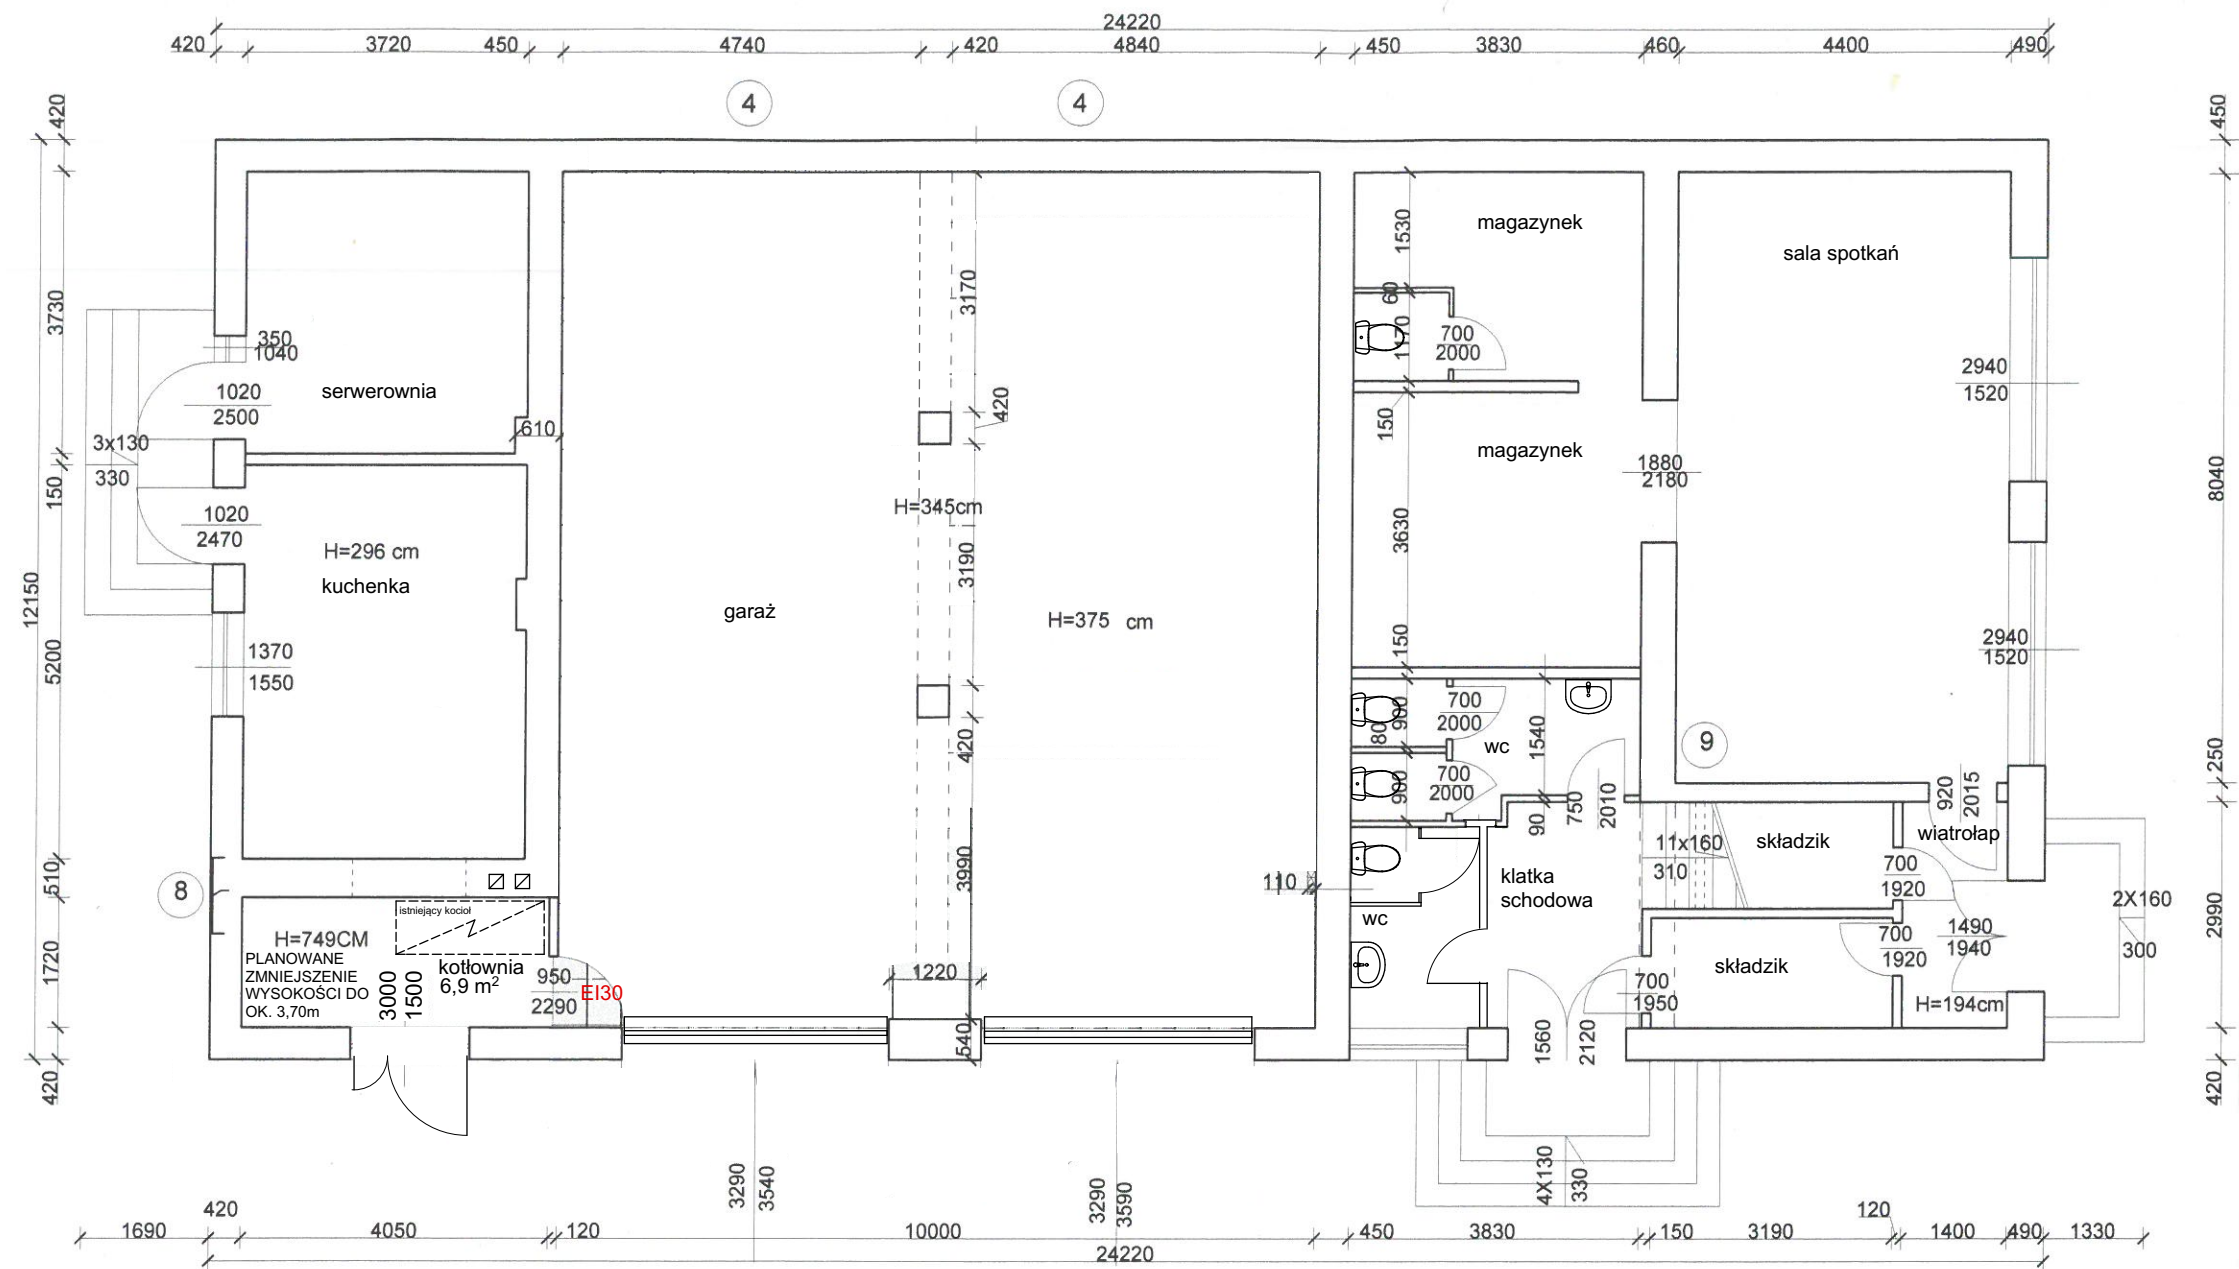 24220
420 3720 450 4740 420 4840 450 3830 460 4400 490
4 4
420
450
magazynek
1530
sala spotkań
3170
60
3730
350
1040
700
2000
1170
2940
1520
1020
2500
serwerownia
420
610
150
3x130
330
magazynek
1880
2180
8040
150
H=345cm
1020
2470
H=296 cm
kuchenka
3630
3190
12150
garaż
H=375 cm
150
2940
1520
1370
1550
5200
700
2000
900
80
wc
1540
420
9
700
2000
900
250
750
2010
90
920
2015
wiatrołap
składzik
11x160
310
3990
110
700
1920
klatka
schodowa
8
510
istniejący kocioł
wc
2X160
300
2990
H=749CM
PLANOWANE
ZMNIEJSZENIE
WYSOKOŚCI DO
OK. 3,70m
3000
1500
kotłownia
6,9 m²
950
2290
EI30
1220
1720
700
1920
1490
1940
składzik
700
1950
H=194cm
540
1560
2120
420
420
3290
3540
3290
3590
4X130
330
420
120
1690 4050 120 10000 450 3830 150 3190 1400 490 1330
24220